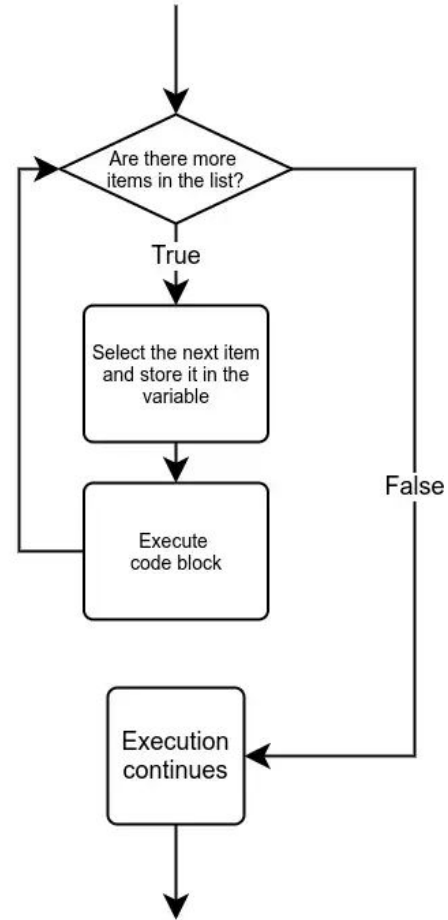 Are there more
items in the list?
True
Select the next item
and store it in the
variable
False
Execute
code block
Execution
continues